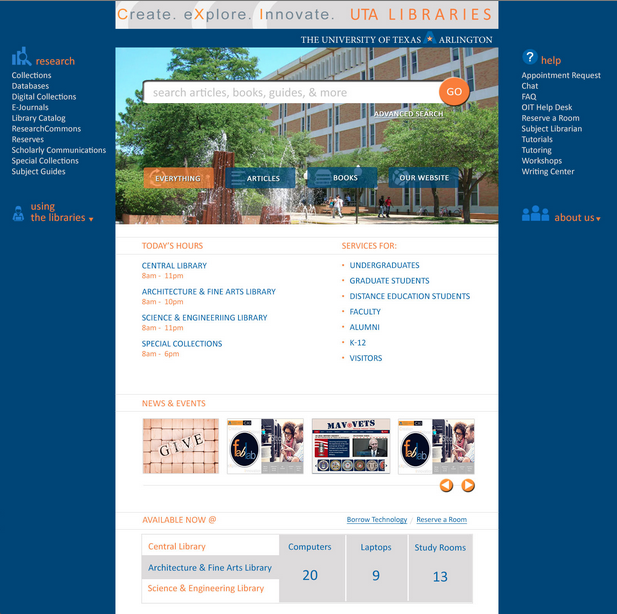 Create. eXplore. Innovate. UTA LIBRARIES
THE UNIVERSITY OF TEXAS ARLINGTON
research
Collections
Databases
Digital Collections
E-Journals
Library Catalog
ResearchCommons
Reserves
Scholarly Communications
Special Collections
Subject Guides
using
the libraries
search articles, books, guides, & more
GO
ADVANCED SEARCH
EVERYTHING
ARTICLES
BOOKS
OUR WEBSITE
? help
Appointment Request
Chat
FAQ
OIT Help Desk
Reserve a Room
Subject Librarian
Tutorials
Tutoring
Workshops
Writing Center
about us
TODAY'S HOURS
CENTRAL LIBRARY
8am - 11pm
ARCHITECTURE & FINE ARTS LIBRARY
8am - 10pm
SCIENCE & ENGINEERIING LIBRARY
8am - 11pm
SPECIAL COLLECTIONS
8am - 6pm
SERVICES FOR:
• UNDERGRADUATES
• GRADUATE STUDENTS
• DISTANCE EDUCATION STUDENTS
• FACULTY
• ALUMNI
• K-12
• VISITORS
NEWS & EVENTS
GIVE
fablab
MAV VETS
fablab
AVAILABLE NOW @
Borrow Technology / Reserve a Room
Central Library
Architecture & Fine Arts Library
Science & Engineering Library
Computers
20
Laptops
9
Study Rooms
13